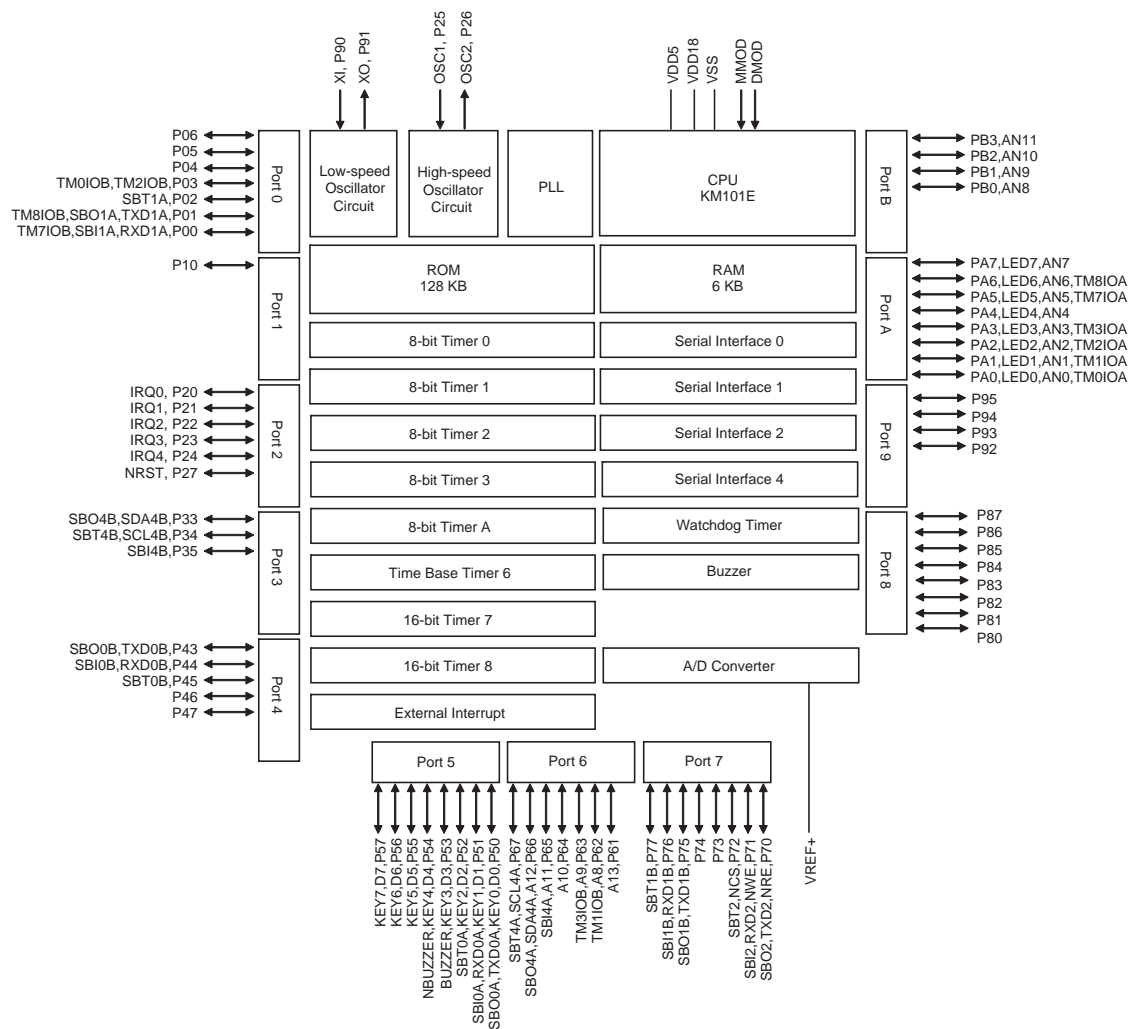 XI, P90
XO, P91
OSC1, P25
OSC2, P26
VDD5
VDD18
VSS
MMOD
DMOD
P06
P05
P04
TM0IOB,TM2IOB,P03
SBT1A,P02
TM8IOB,SBO1A,TXD1A,P01
TM7IOB,SBI1A,RXD1A,P00
Port 0
Low-speed
Oscillator
Circuit
High-speed
Oscillator
Circuit
PLL
CPU
KM101E
Port B
PB3,AN11
PB2,AN10
PB1,AN9
PB0,AN8
P10
Port 1
ROM
128 KB
RAM
6 KB
Port A
PA7,LED7,AN7
PA6,LED6,AN6,TM8IOA
PA5,LED5,AN5,TM7IOA
PA4,LED4,AN4
PA3,LED3,AN3,TM3IOA
PA2,LED2,AN2,TM2IOA
PA1,LED1,AN1,TM1IOA
PA0,LED0,AN0,TM0IOA
8-bit Timer 0
Serial Interface 0
8-bit Timer 1
Serial Interface 1
IRQ0, P20
IRQ1, P21
IRQ2, P22
IRQ3, P23
IRQ4, P24
NRST, P27
Port 2
8-bit Timer 2
Serial Interface 2
8-bit Timer 3
Serial Interface 4
Port 9
P95
P94
P93
P92
SBO4B,SDA4B,P33
SBT4B,SCL4B,P34
SBI4B,P35
Port 3
8-bit Timer A
Watchdog Timer
Time Base Timer 6
Buzzer
16-bit Timer 7
Port 8
P87
P86
P85
P84
P83
P82
P81
P80
SBO0B,TXD0B,P43
SBI0B,RXD0B,P44
SBT0B,P45
P46
P47
Port 4
16-bit Timer 8
A/D Converter
External Interrupt
Port 5
Port 6
Port 7
KEY7,D7,P57
KEY6,D6,P56
KEY5,D5,P55
NBUZZER,KEY4,D4,P54
BUZZER,KEY3,D3,P53
SBT0A,KEY2,D2,P52
SBI0A,RXD0A,KEY1,D1,P51
SBO0A,TXD0A,KEY0,D0,P50
SBT4A,SCL4A,P67
SBO4A,SDA4A,A12,P66
SBI4A,A11,P65
A10,P64
TM3IOB,A9,P63
TM1IOB,A8,P62
A13,P61
SBT1B,P77
SBI1B,RXD1B,P76
SBO1B,TXD1B,P75
P74
P73
SBT2,NCS,P72
SBI2,RXD2,NWE,P71
SBO2,TXD2,NRE,P70
VREF+